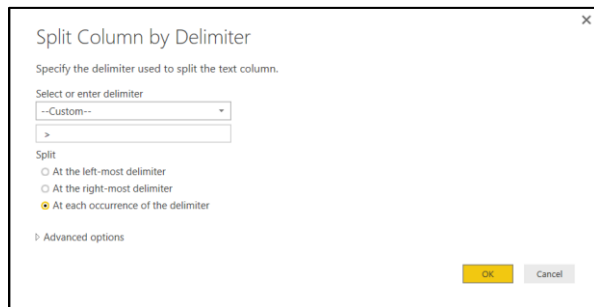 Split Column by Delimiter
Specify the delimiter used to split the text column.
Select or enter delimiter
--Custom--
>
Split
At the left-most delimiter
At the right-most delimiter
At each occurrence of the delimiter
Advanced options
OK Cancel